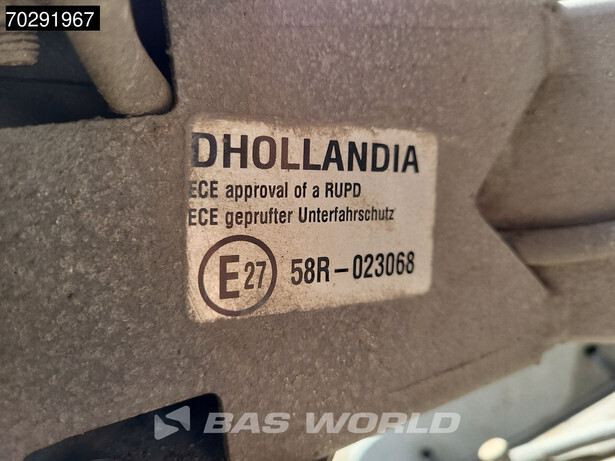 70291967
DHOLLANDIA
ECE approval of a RUPD
ECE geprufter Unterfahrschutz
E27 58R-023068
BAS WORLD